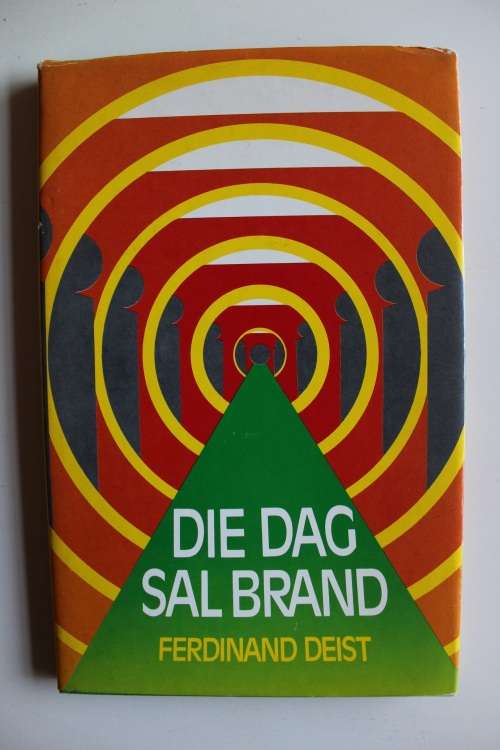 DIE DAG
SAL BRAND
FERDINAND DEIST